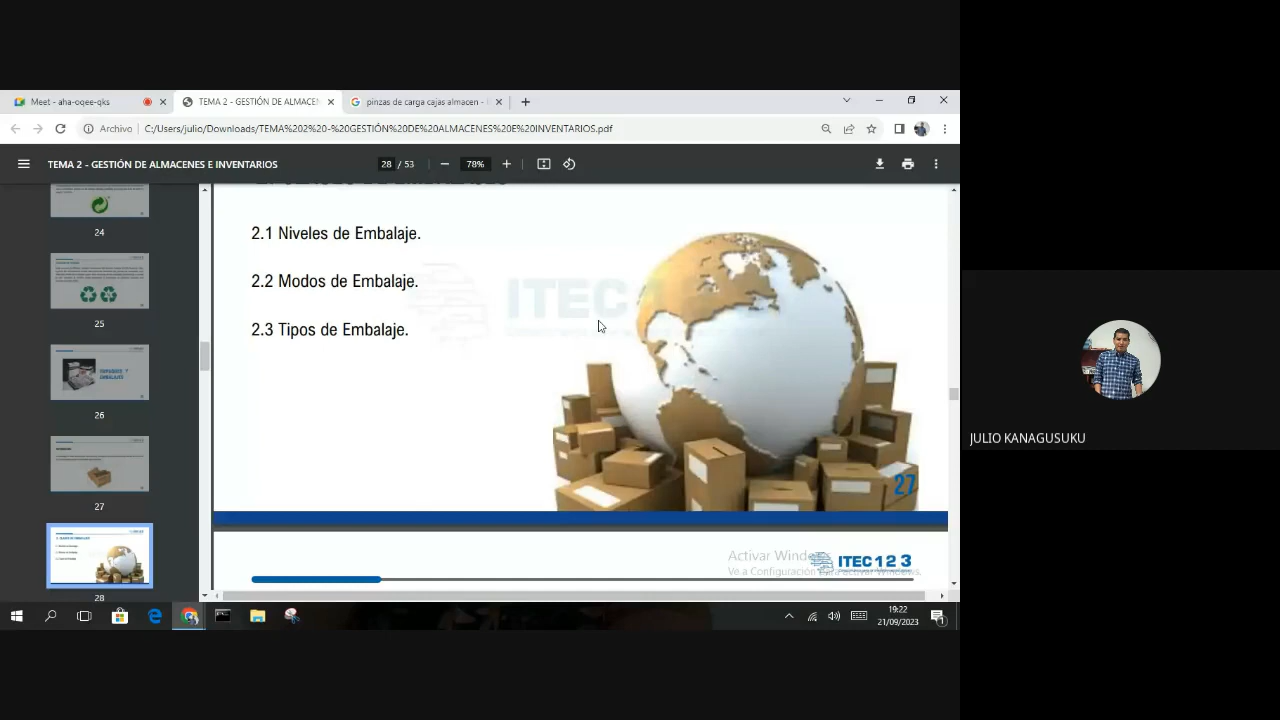 Meet - aha-oqee-qks
TEMA 2 - GESTIÓN DE ALMACEN
pinzas de carga cajas almacen -
Archivo
C:/Users/julio/Downloads/TEMA%202%20-%20GESTIÓN%20DE%20ALMACENES%20E%20INVENTARIOS.pdf
TEMA 2 - GESTIÓN DE ALMACENES E INVENTARIOS
28 / 53
78%
2.1 Niveles de Embalaje.
2.2 Modos de Embalaje.
2.3 Tipos de Embalaje.
27
24
25
26
27
28
ITEC 1 2 3
Activar Windows
Ve a Configuración para activar Windows.
19:22
21/09/2023
JULIO KANAGUSUKU